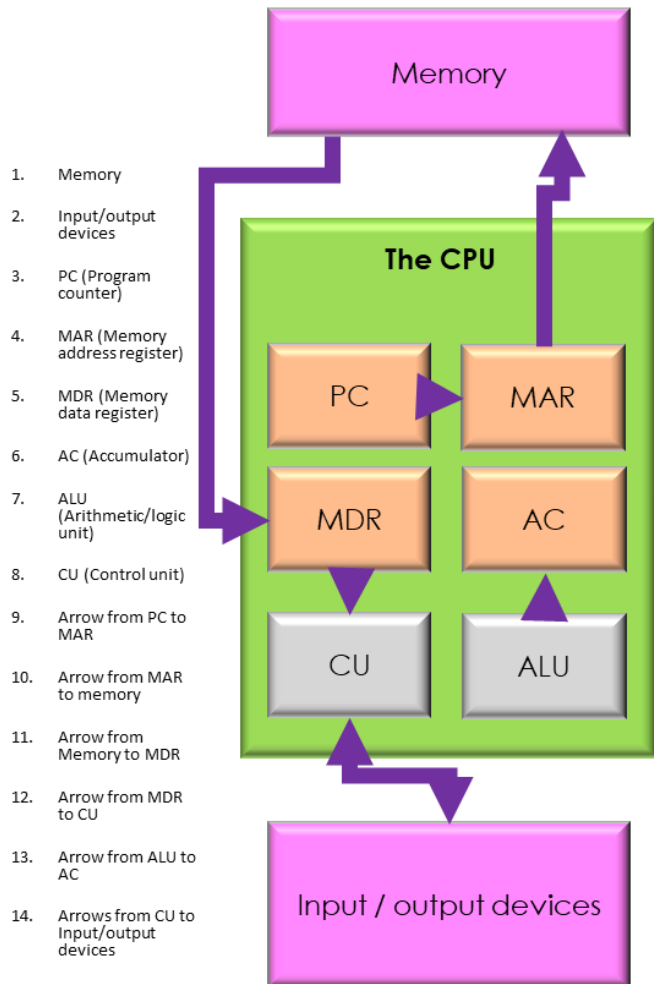 Memory
1. Memory
2. Input/output
devices
3. PC (Program
counter)
4. MAR (Memory
address register)
5. MDR (Memory
data register)
6. AC (Accumulator)
7. ALU
(Arithmetic/logic
unit)
8. CU (Control unit)
9. Arrow from PC to
MAR
10. Arrow from MAR
to memory
11. Arrow from
Memory to MDR
12. Arrow from MDR
to CU
13. Arrow from ALU to
AC
14. Arrows from CU to
Input/output
devices
The CPU
PC
MAR
MDR
AC
CU
ALU
Input / output devices